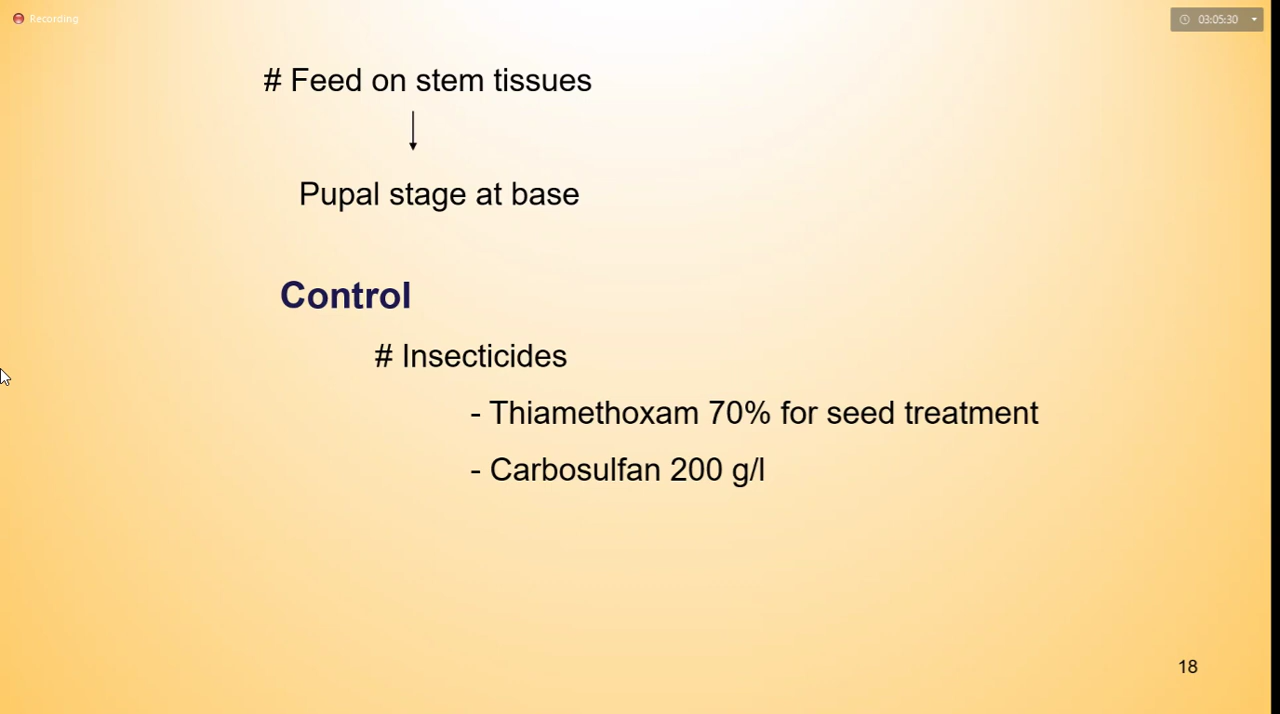 Recording
03:05:30
# Feed on stem tissues
Pupal stage at base
Control
# Insecticides
- Thiamethoxam 70% for seed treatment
- Carbosulfan 200 g/l
18